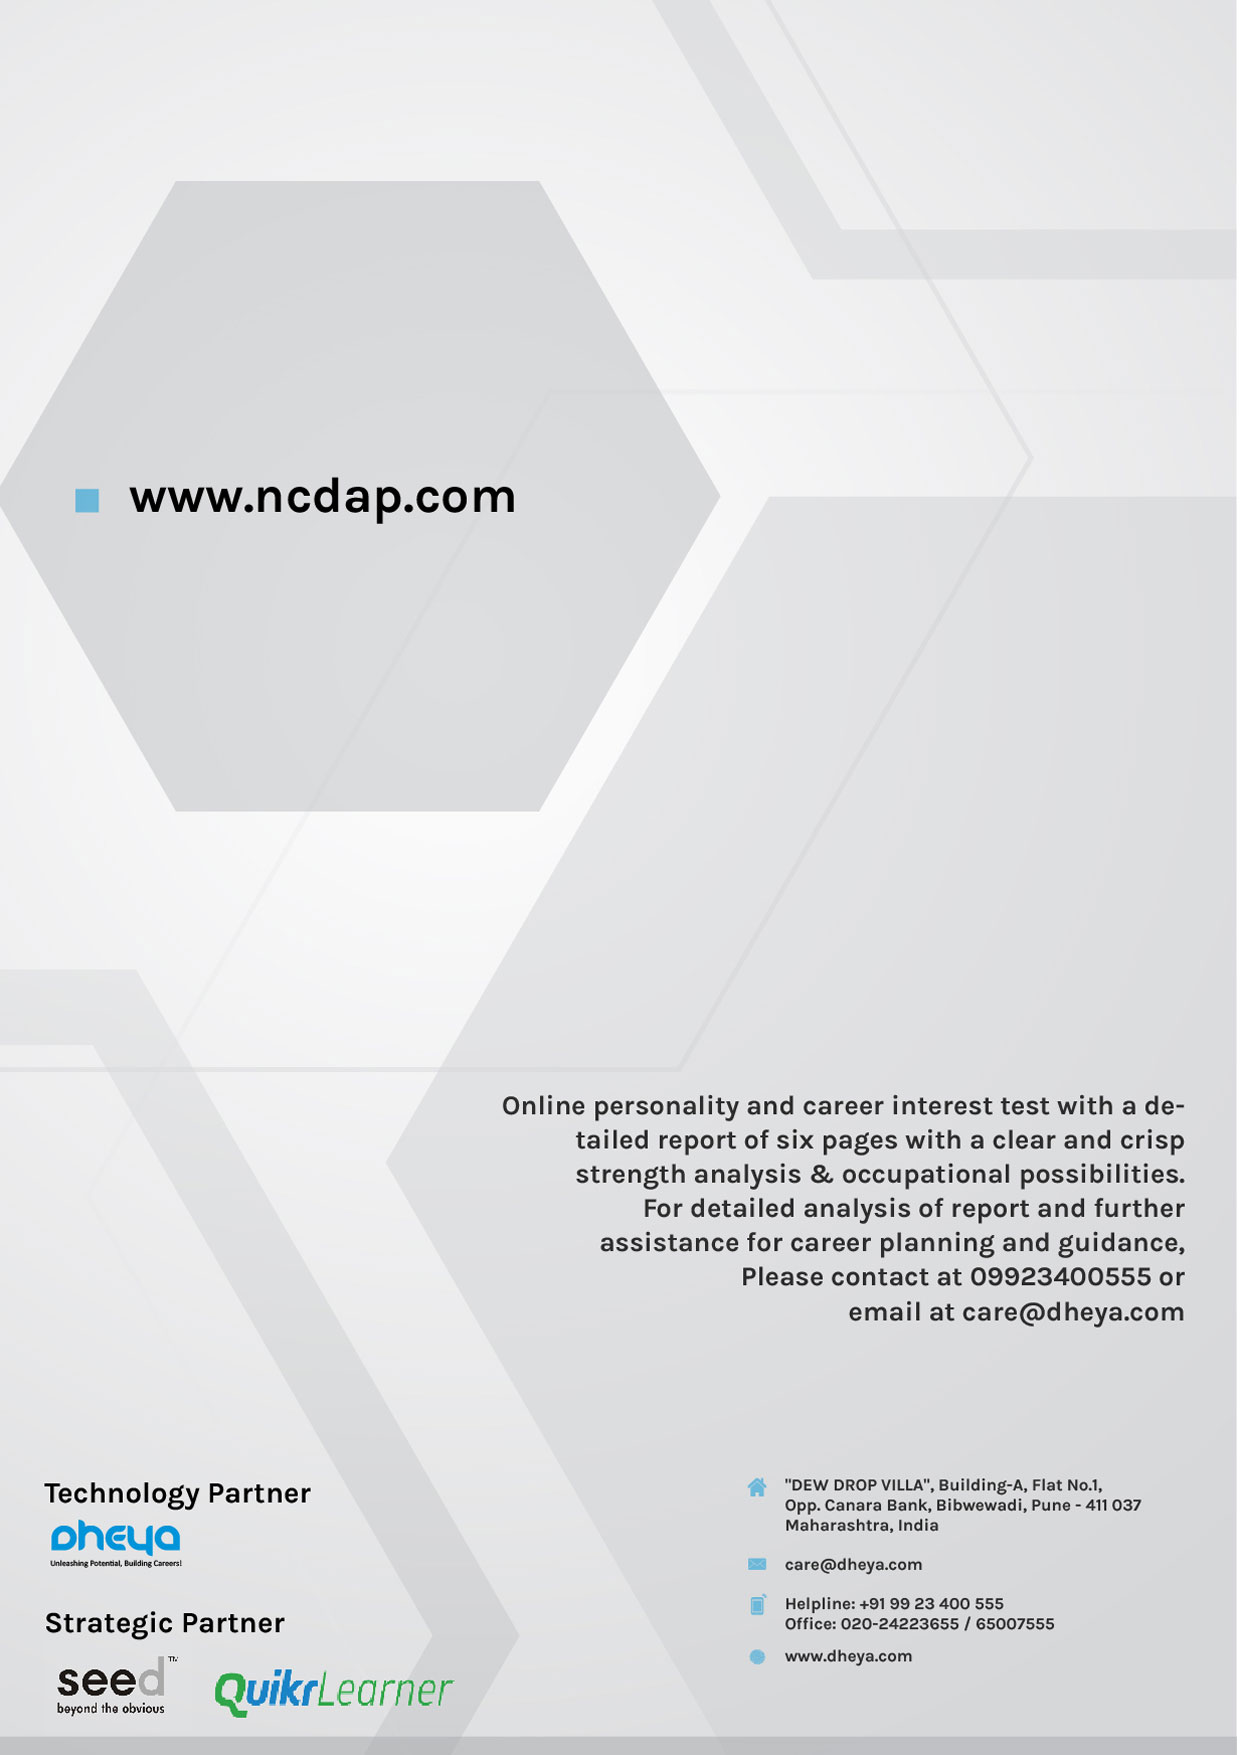 www.ncdap.com
Online personality and career interest test with a de-
tailed report of six pages with a clear and crisp
strength analysis & occupational possibilities.
For detailed analysis of report and further
assistance for career planning and guidance,
Please contact at 09923400555 or
email at care@dheya.com
Technology Partner
Dheya
Unleashing Potential, Building Careers!
Strategic Partner
seed™
beyond the obvious
QuikrLearner
"DEW DROP VILLA", Building-A, Flat No.1,
Opp. Canara Bank, Bibwewadi, Pune - 411 037
Maharashtra, India
care@dheya.com
Helpline: +91 99 23 400 555
Office: 020-24223655 / 65007555
www.dheya.com